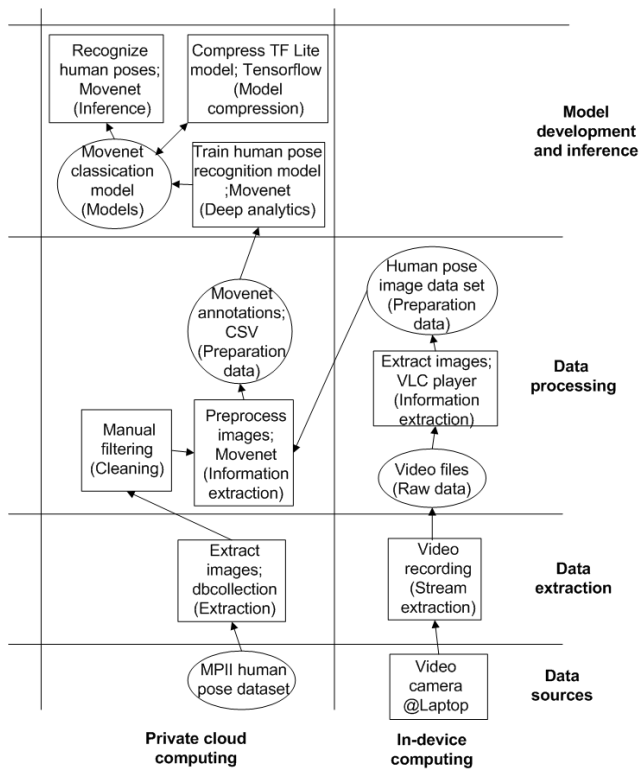 Recognize
human poses;
Movenet
(Inference)
Compress TF Lite
model; Tensorflow
(Model
compression)
Model
development
and inference
Movenet
classication
model
(Models)
Train human pose
recognition model
;Movenet
(Deep analytics)
Movenet
annotations;
CSV
(Preparation
data)
Human pose
image data set
(Preparation
data)
Extract images;
VLC player
(Information
extraction)
Data
processing
Manual
filtering
(Cleaning)
Preprocess
images;
Movenet
(Information
extraction)
Video files
(Raw data)
Extract
images;
dbcollection
(Extraction)
Video
recording
(Stream
extraction)
Data
extraction
MPII human
pose dataset
Video
camera
@Laptop
Data
sources
Private cloud
computing
In-device
computing